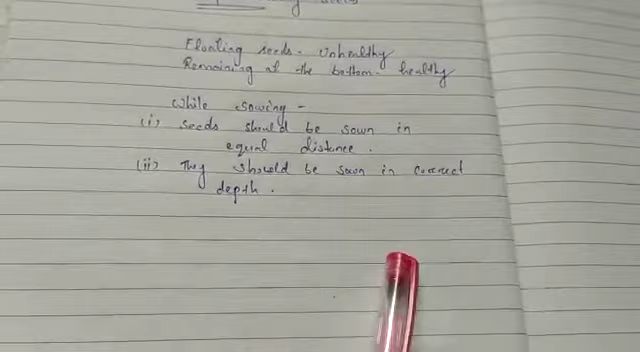 Floating seeds - Unhealthy
Remaining at the bottom - healthy
While sowing -
(i) Seeds should be sown in
equal distance.
(ii) They should be sown in correct
depth.